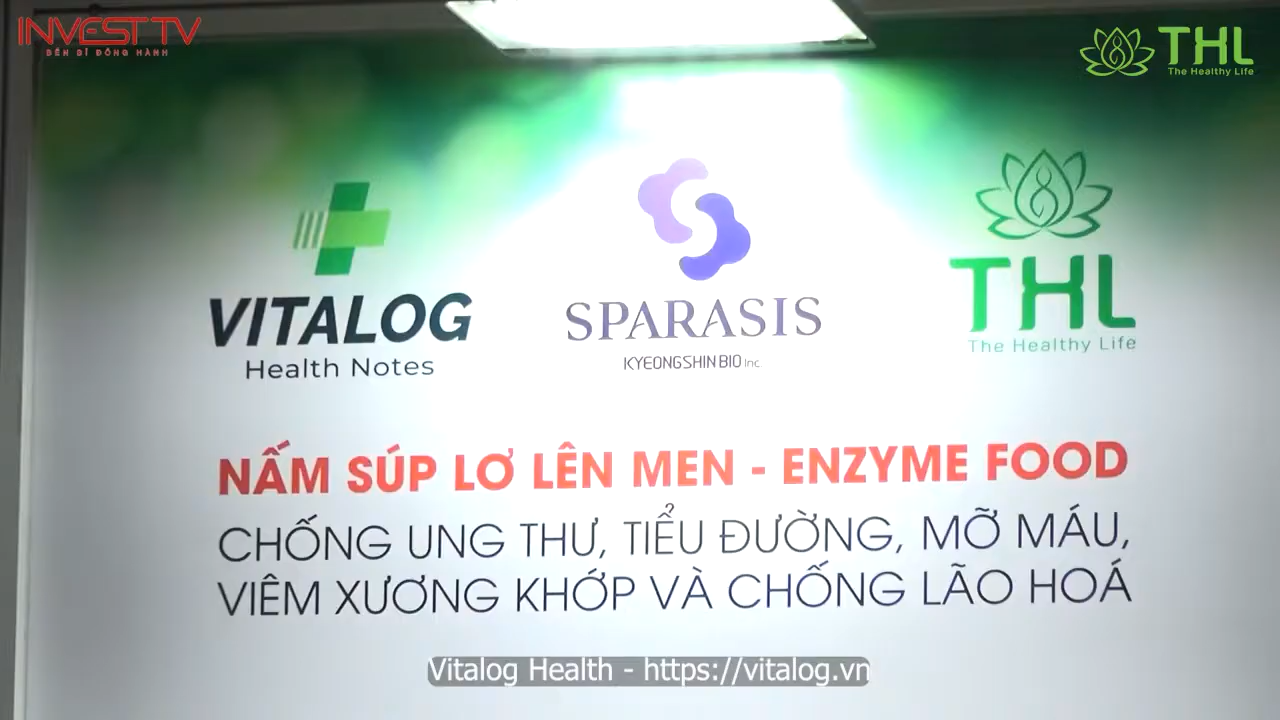 INVEST TV
ĐẾN ĐỈ ĐỒNG HÀNH
THL
The Healthy Life
VITALOG
Health Notes
SPARASIS
KYEONGSHIN BIO Inc
THL
The Healthy Life
NẤM SÚP LƠ LÊN MEN - ENZYME FOOD
CHỐNG UNG THƯ, TIỂU ĐƯỜNG, MỠ MÁU,
VIÊM XƯƠNG KHỚP VÀ CHỐNG LÃO HOÁ
Vitalog Health - https://vitalog.vn